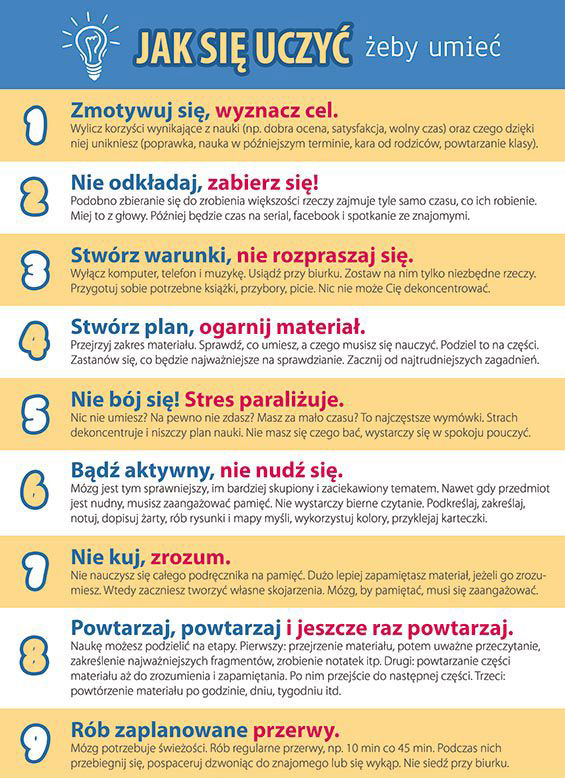 JAK SIĘ UCZYĆ żeby umieć
1
Zmotywuj się, wyznacz cel.
Wylicz korzyści wynikające z nauki (np. dobra ocena, satysfakcja, wolny czas) oraz czego dzięki
niej unikniesz (poprawka, nauka w późniejszym terminie, kara od rodziców, powtarzanie klasy).
2
Nie odkładaj, zabierz się!
Podobno zbieranie się do zrobienia większości rzeczy zajmuje tyle samo czasu, co ich robienie.
Miej to z głowy. Później będzie czas na serial, facebook i spotkanie ze znajomymi.
3
Stwórz warunki, nie rozpraszaj się.
Wyłącz komputer, telefon i muzykę. Usiądź przy biurku. Zostaw na nim tylko niezbędne rzeczy.
Przygotuj sobie potrzebne książki, przybory, picie. Nic nie może Cię dekoncentrować.
4
Stwórz plan, ogarnij materiał.
Przejrzyj zakres materiału. Sprawdź, co umiesz, a czego musisz się nauczyć. Podziel to na części.
Zastanów się, co będzie najważniejsze na sprawdzianie. Zacznij od najtrudniejszych zagadnień.
5
Nie bój się! Stres paraliżuje.
Nic nie umiesz? Na pewno nie zdasz? Masz za mało czasu? To najczęstsze wymówki. Strach
dekoncentruje i niszczy plan nauki. Nie masz się czego bać, wystarczy się w spokoju pouczyć.
6
Bądź aktywny, nie nudź się.
Mózg jest tym sprawniejszy, im bardziej skupiony i zaciekawiony tematem. Nawet gdy przedmiot
jest nudny, musisz zaangażować pamięć. Nie wystarczy bierne czytanie. Podkreślaj, zakreślaj,
notuj, dopisuj żarty, rób rysunki i mapy myśli, wykorzystuj kolory, przyklejaj karteczki.
7
Nie kuj, zrozum.
Nie nauczysz się całego podręcznika na pamięć. Dużo lepiej zapamiętasz materiał, jeżeli go zrozu-
miesz. Wtedy zaczniesz tworzyć własne skojarzenia. Mózg, by pamiętać, musi się zaangażować.
8
Powtarzaj, powtarzaj i jeszcze raz powtarzaj.
Naukę możesz podzielić na etapy. Pierwszy: przejrzenie materiału, potem uważne przeczytanie,
zakreślenie najważniejszych fragmentów, zrobienie notatek itp. Drugi: powtarzanie części
materiału aż do zrozumienia i zapamiętania. Po nim przejście do następnej części. Trzeci:
powtórzenie materiału po godzinie, dniu, tygodniu itd.
9
Rób zaplanowane przerwy.
Mózg potrzebuje świeżości. Rób regularne przerwy, np. 10 min co 45 min. Podczas nich
przebiegnij się, pospaceruj dzwoniąc do znajomego lub się wykąp. Nie siedź przy biurku.